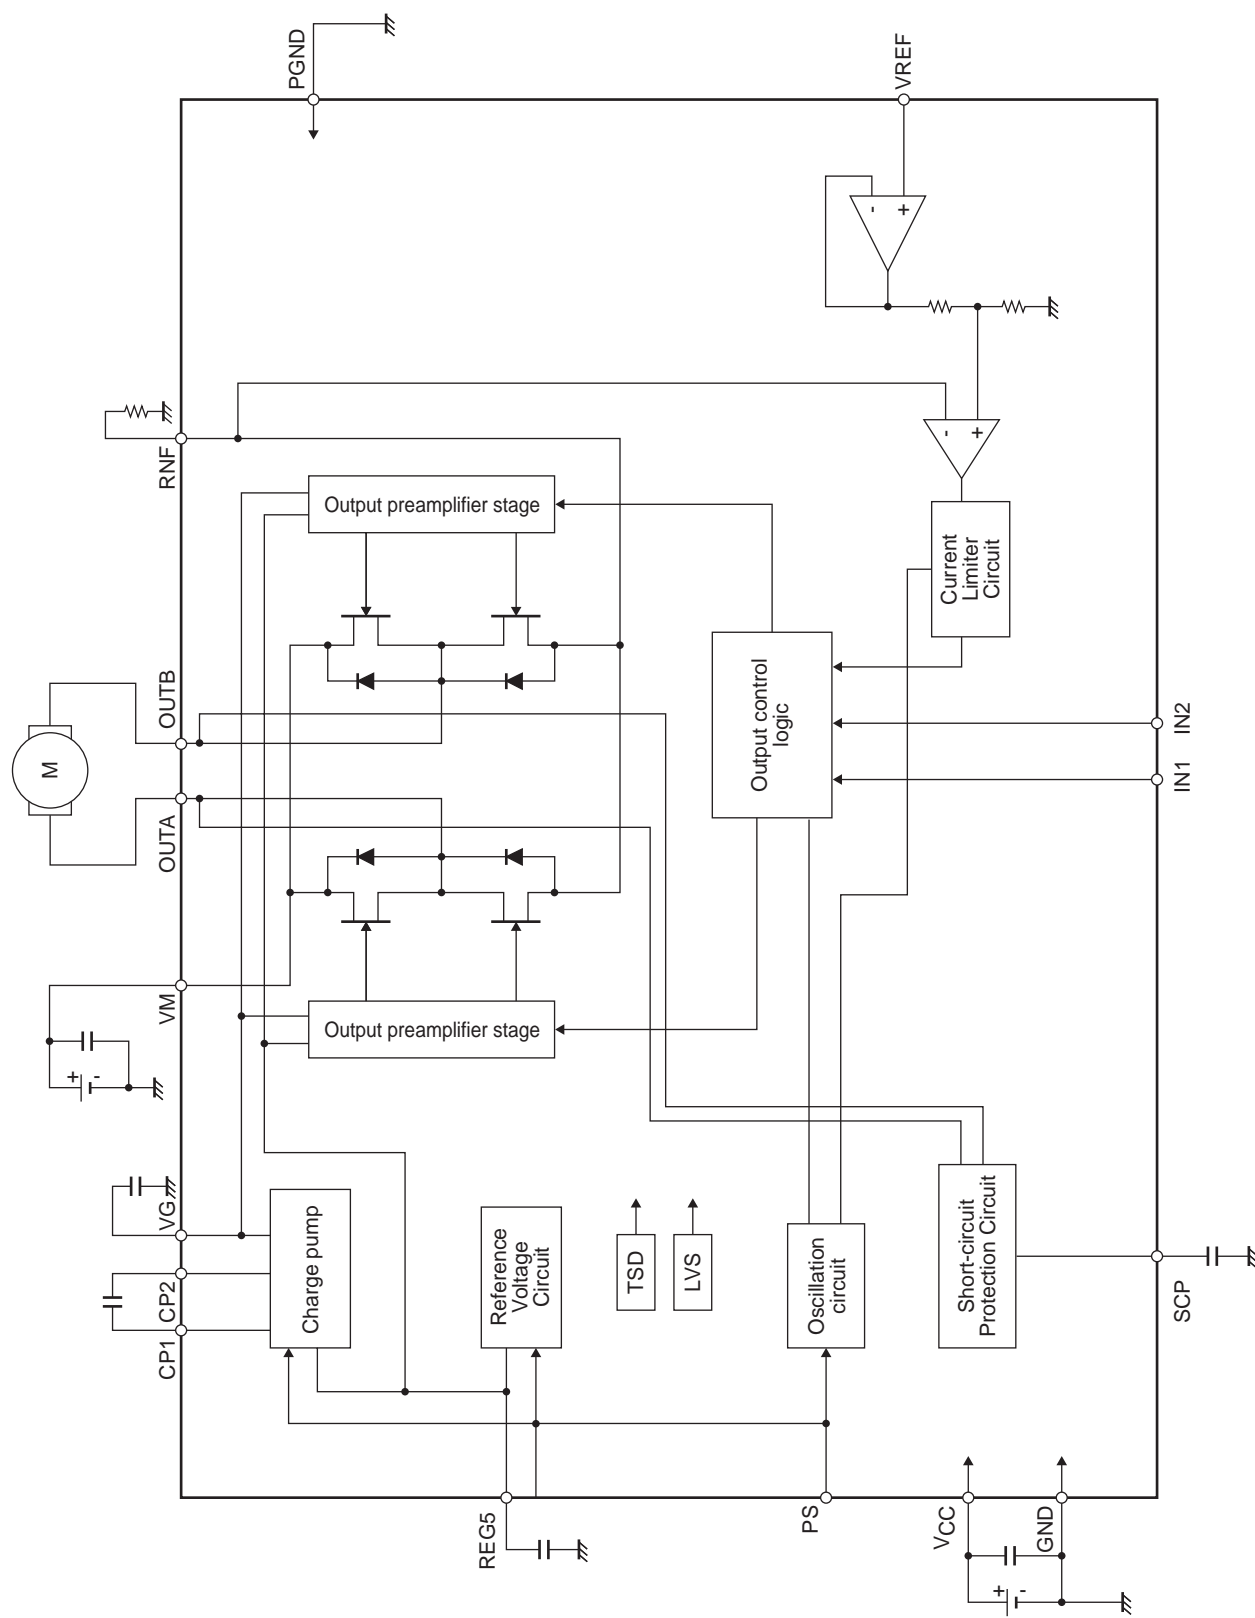 PGND
VREF
-
+
RNF
-
+
Output preamplifier stage
Current
Limiter
Circuit
OUTB
M
OUTA
Output control
logic
IN2
IN1
VM
+
-
Output preamplifier stage
VG
CP2
CP1
Charge pump
Reference
Voltage
Circuit
TSD
LVS
Oscillation
circuit
Short-circuit
Protection Circuit
SCP
REG5
PS
VCC
GND
+
-